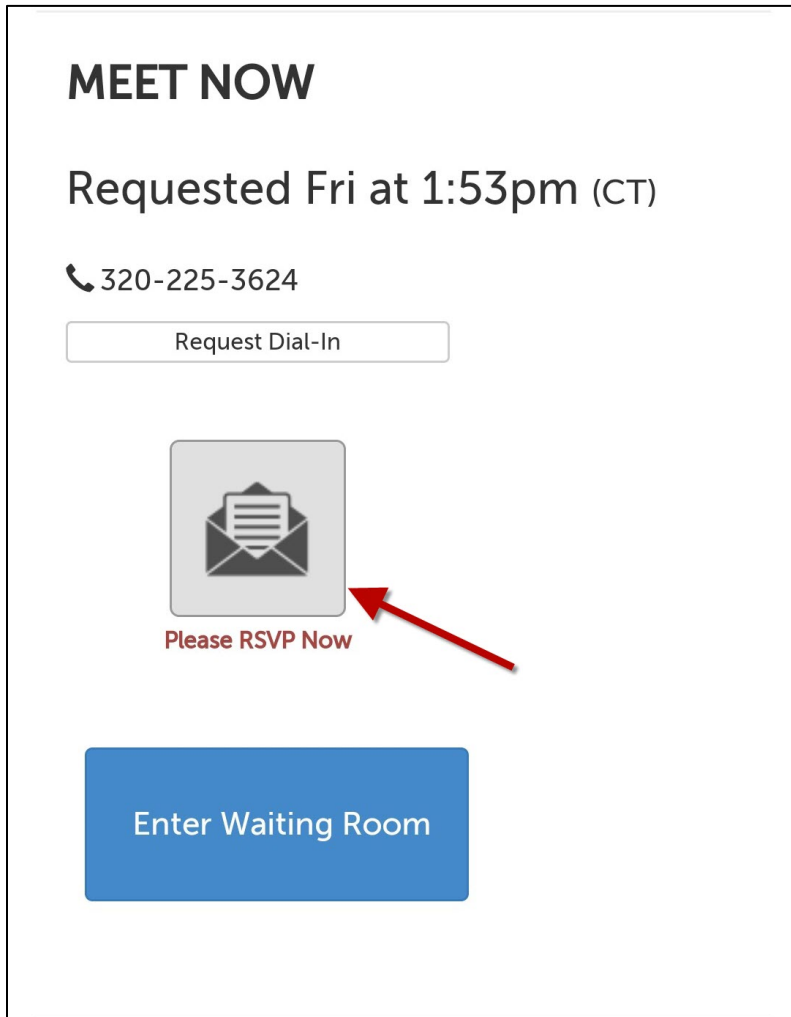 MEET NOW
Requested Fri at 1:53pm (CT)
320-225-3624
Request Dial-In
Please RSVP Now
Enter Waiting Room